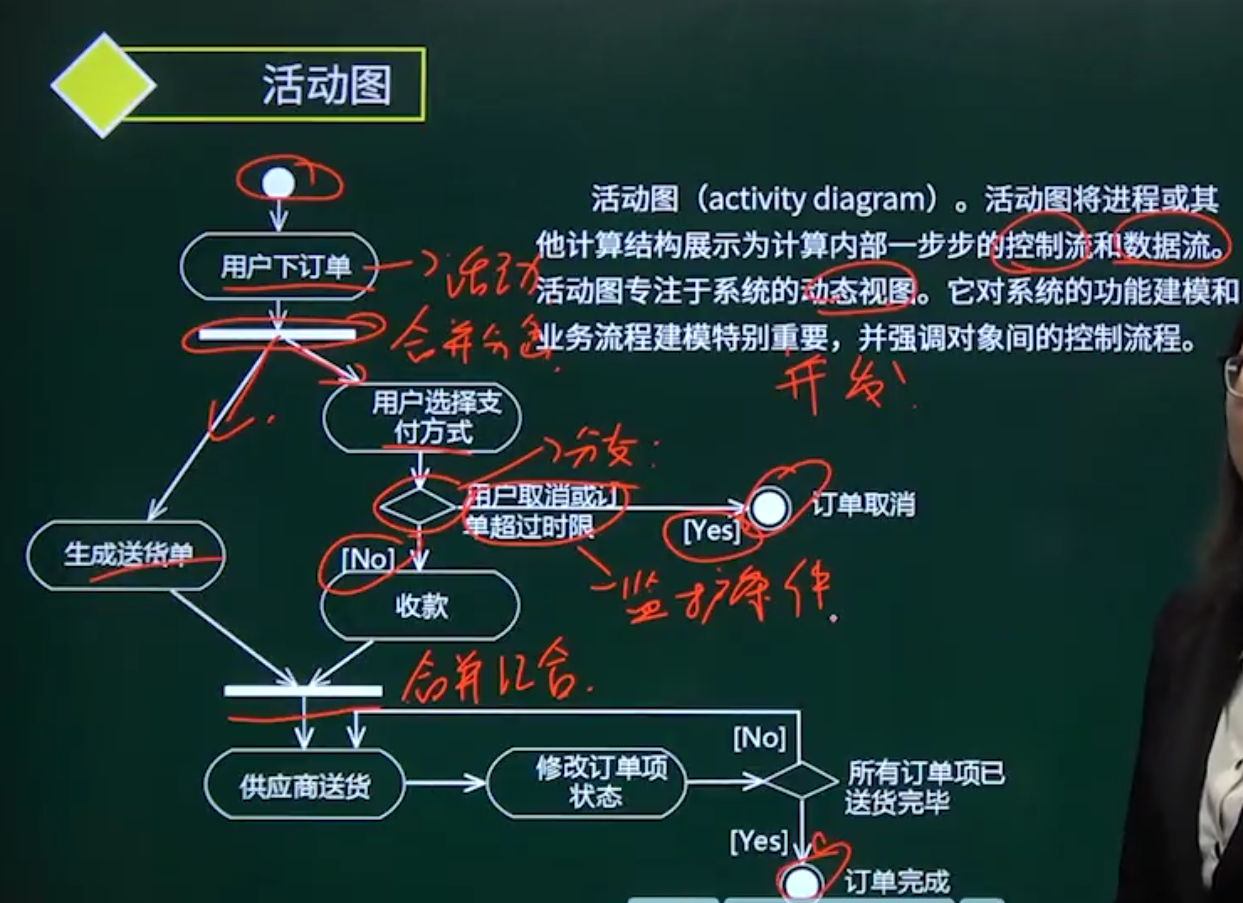 活动图
活动图（activity diagram）。活动图将进程或其
他计算结构展示为计算内部一步步的控制流和数据流。
活动图专注于系统的动态视图。它对系统的功能建模和
业务流程建模特别重要，并强调对象间的控制流程。
用户下订单
活动
合并分
用户选择支
付方式
并发!
分支:
用户取消或订
单超过时限
[Yes]
订单取消
[No]
生成送货单
监护条件
收款
合并汇合.
供应商送货
修改订单项
状态
[No]
所有订单项已
送货完毕
[Yes]
订单完成